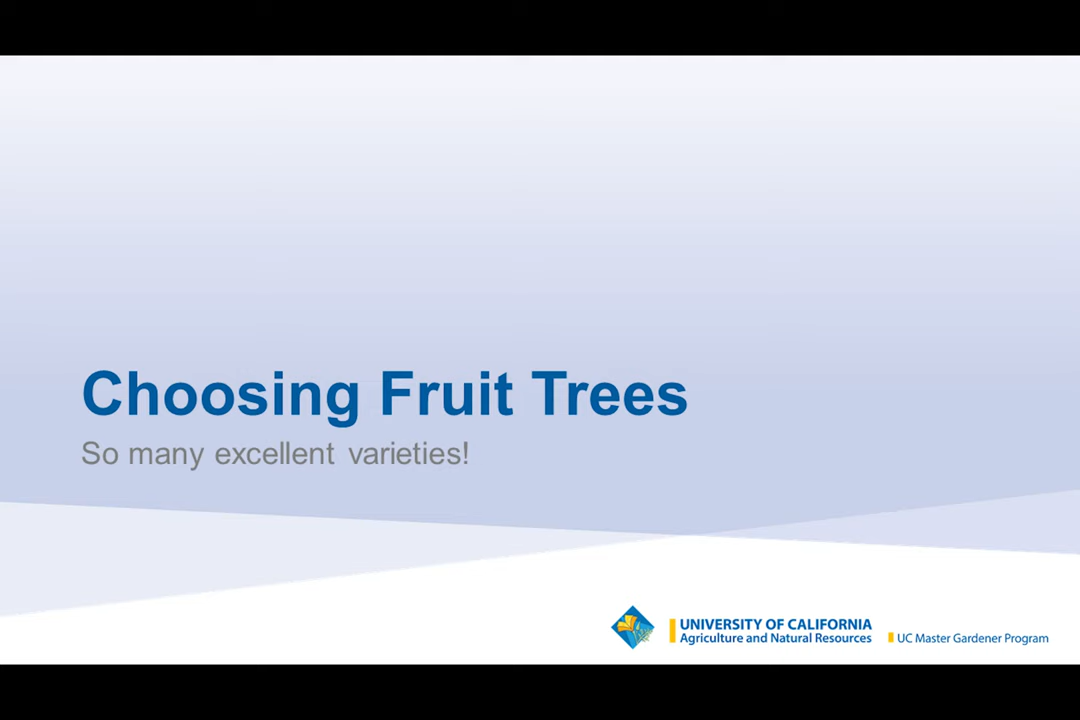 Choosing Fruit Trees
So many excellent varieties!
UNIVERSITY OF CALIFORNIA
Agriculture and Natural Resources
UC Master Gardener Program